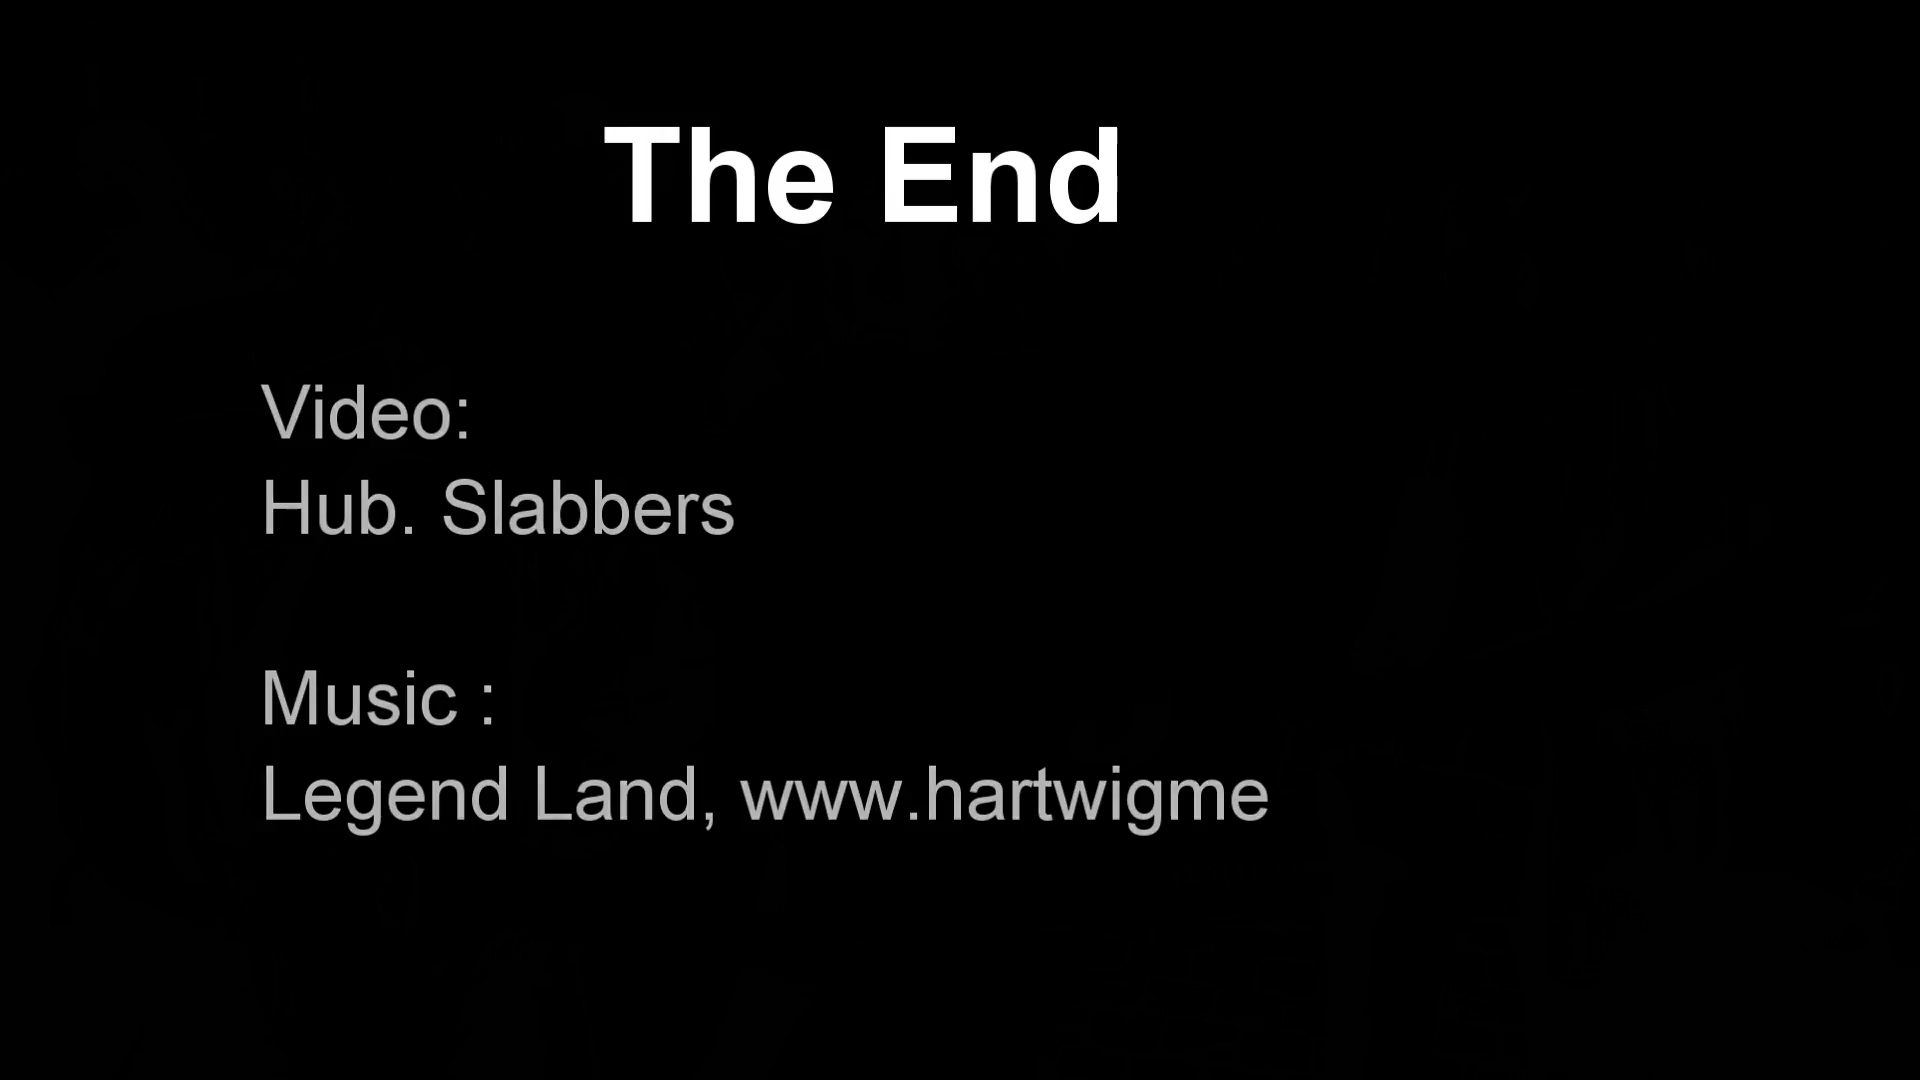 The End
Video:
Hub. Slabbers
Music :
Legend Land, www.hartwigme